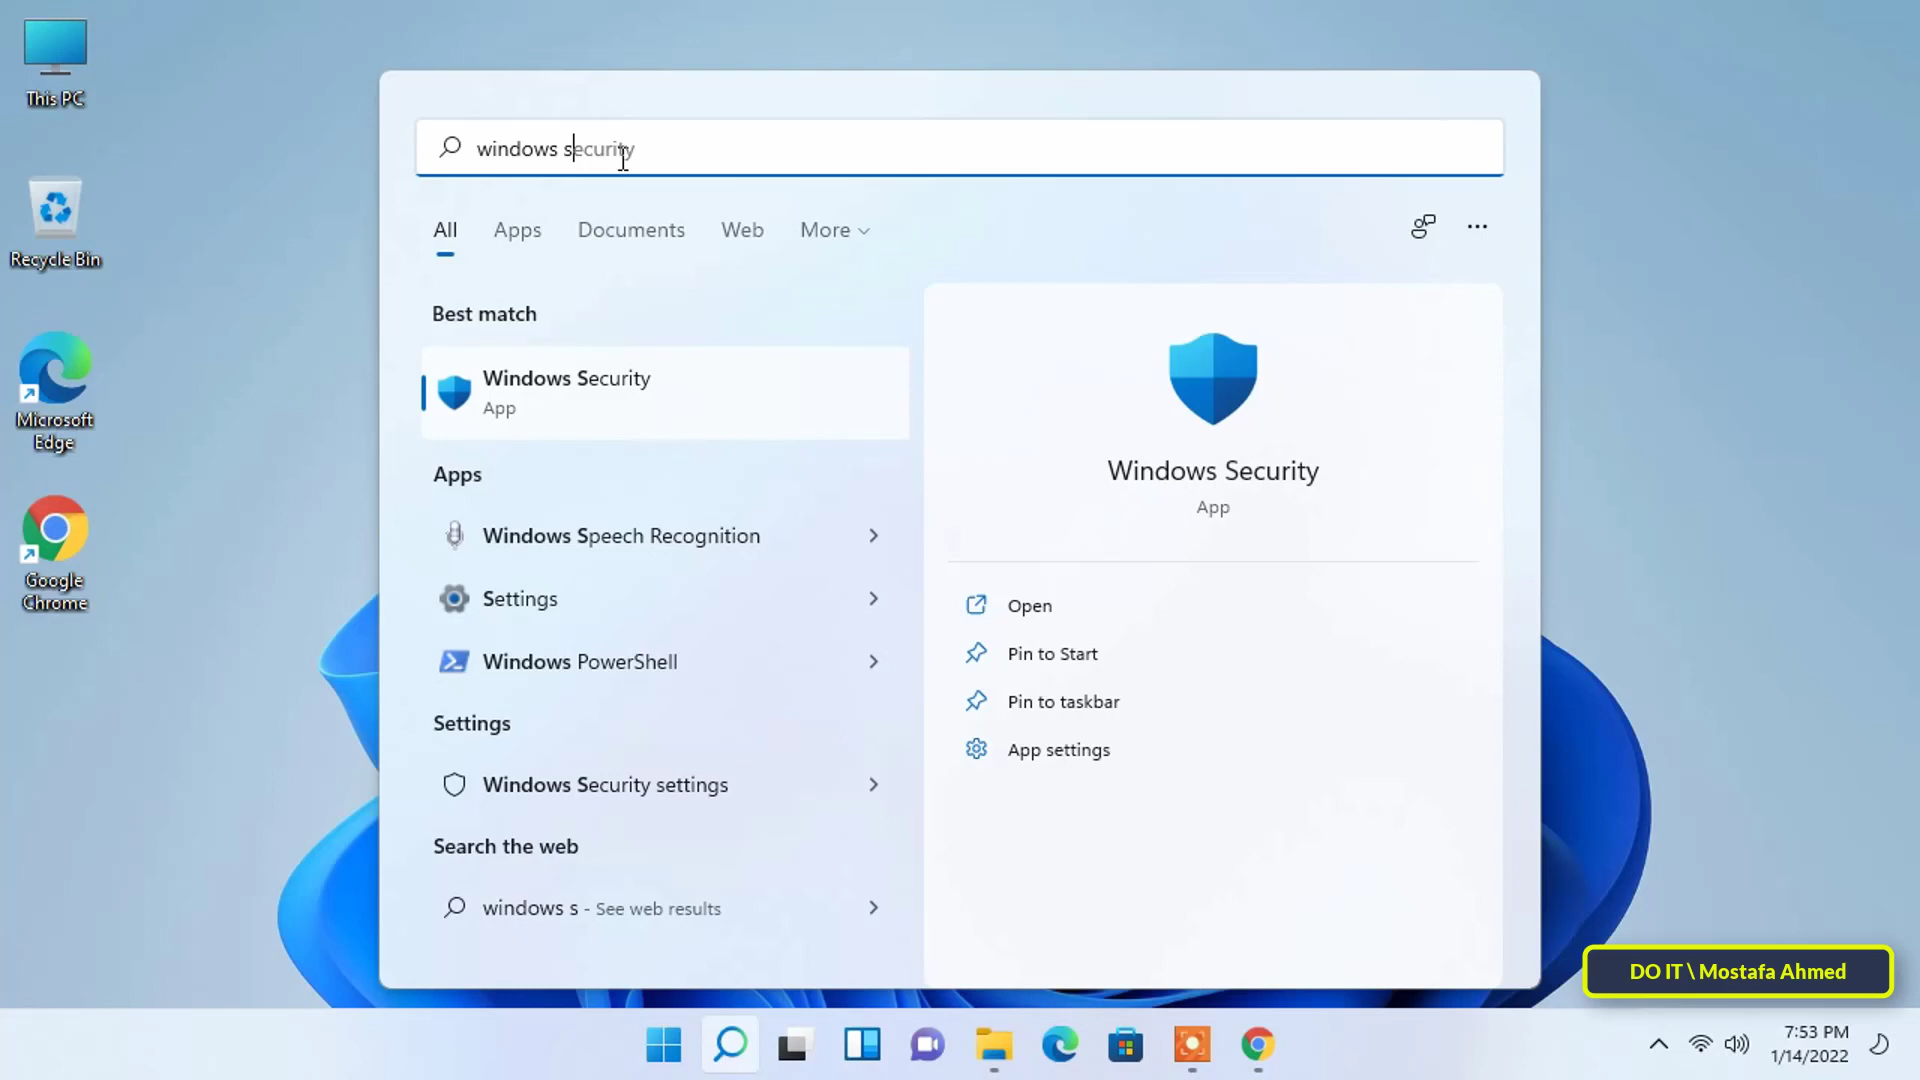 This PC
Recycle Bin
Microsoft
Edge
Google
Chrome
windows security
All
Apps
Documents
Web
More
Best match
Windows Security
App
Apps
Windows Speech Recognition
Settings
Windows PowerShell
Settings
Windows Security settings
Search the web
windows s - See web results
Windows Security
App
Open
Pin to Start
Pin to taskbar
App settings
DO IT \ Mostafa Ahmed
7:53 PM
1/14/2022